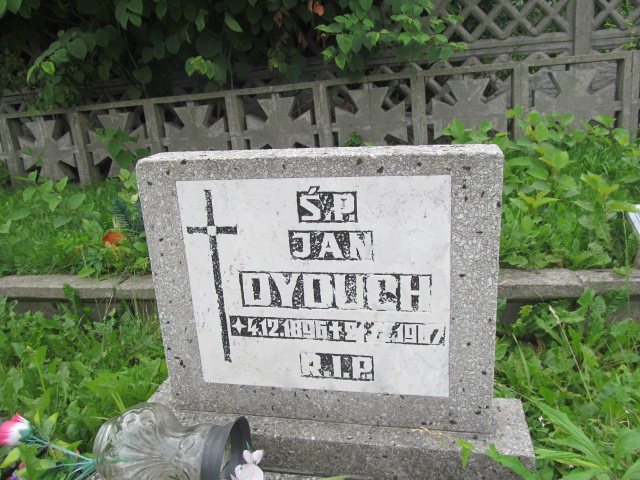 Ś.P.
JAN
DYDUCH
*4.12.1896
R.I.P.